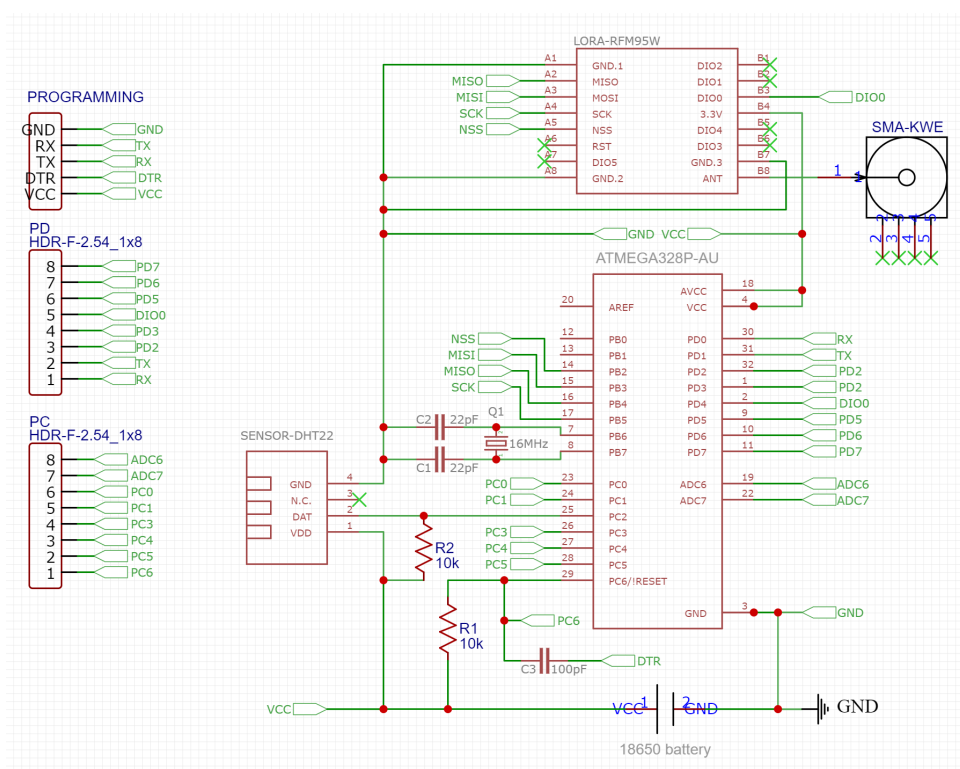 LORA-RFM95W
A1 GND.1 DIO2 B1
MISO A2 MISO DIO1 B2
MISI A3 MOSI DIO0 B3 DIO0
SCK A4 SCK 3.3V B4
NSS A5 NSS DIO4 B5
A6 RST DIO3 B6
A7 DIO5 GND.3 B7
A8 GND.2 ANT B8
SMA-KWE
1 1
2 3 4 5
2 3 4 5
PROGRAMMING
GND GND
RX TX
TX RX
DTR DTR
VCC VCC
PD
HDR-F-2.54_1x8
8 PD7
7 PD6
6 PD5
5 DIO0
4 PD3
3 PD2
2 TX
1 RX
PC
HDR-F-2.54_1x8
8 ADC6
7 ADC7
6 PC0
5 PC1
4 PC3
3 PC4
2 PC5
1 PC6
GND VCC
ATMEGA328P-AU
AVCC 18
20 AREF VCC 4
NSS 12 PB0 PD0 30 RX
MISI 13 PB1 PD1 31 TX
MISO 14 PB2 PD2 32 PD2
SCK 15 PB3 PD3 1 PD2
16 PB4 PD4 2 DIO0
17 PB5 PD5 9 PD5
7 PB6 PD6 10 PD6
8 PB7 PD7 11 PD7
PC0 23 PC0 ADC6 19 ADC6
PC1 24 PC1 ADC7 22 ADC7
25 PC2
PC3 26 PC3
PC4 27 PC4
PC5 28 PC5
29 PC6/!RESET
GND 3 GND
C2 22pF
Q1
16MHz
C1 22pF
SENSOR-DHT22
GND 4
N.C. 3
DAT 2
VDD 1
R2
10k
R1
10k
PC6
C3 100pF
DTR
VCC
VCC 1 2 GND
18650 battery
GND